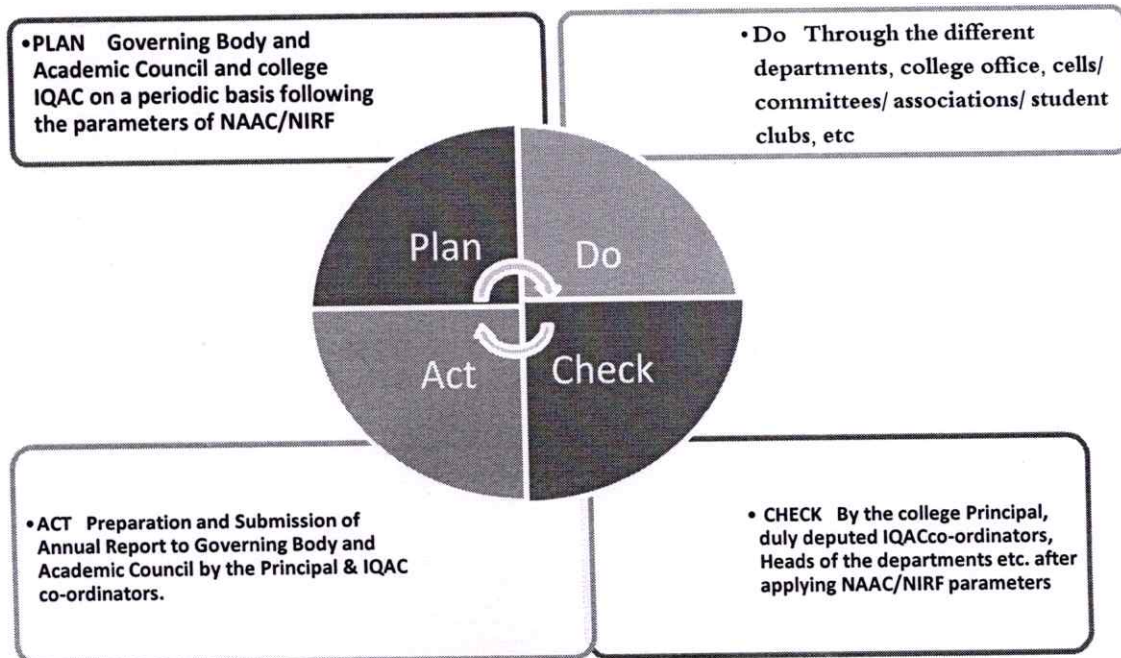 •PLAN Governing Body and
Academic Council and college
IQAC on a periodic basis following
the parameters of NAAC/NIRF
•Do Through the different
departments, college office, cells/
committees/ associations/ student
clubs, etc
Plan
Do
Act
Check
•ACT Preparation and Submission of
Annual Report to Governing Body and
Academic Council by the Principal & IQAC
co-ordinators.
• CHECK By the college Principal,
duly deputed IQACco-ordinators,
Heads of the departments etc. after
applying NAAC/NIRF parameters